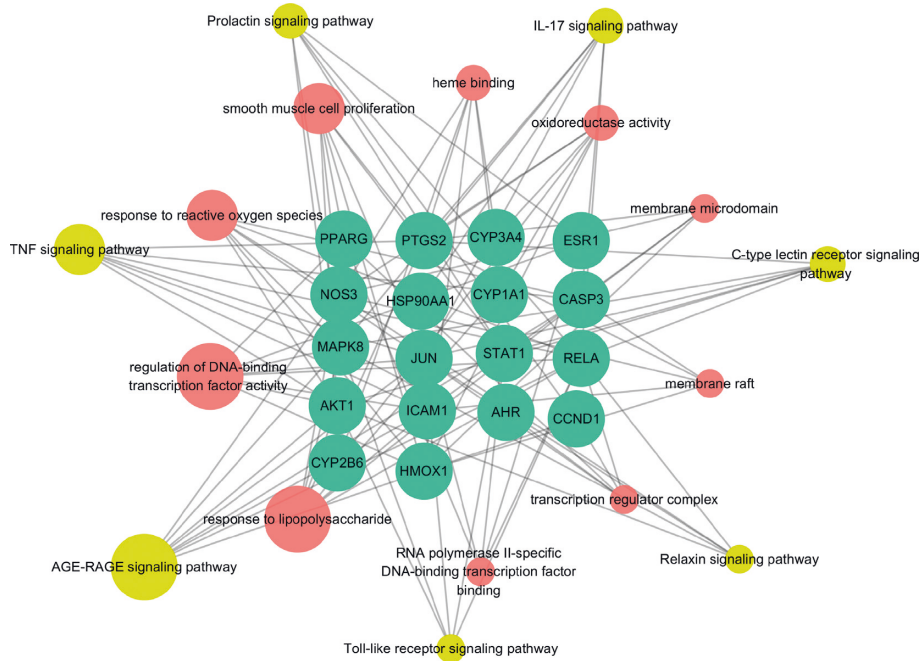 Prolactin signaling pathway
IL-17 signaling pathway
heme binding
smooth muscle cell proliferation
oxidoreductase activity
membrane microdomain
response to reactive oxygen species
TNF signaling pathway
C-type lectin receptor signaling
pathway
PPARG
PTGS2
CYP3A4
ESR1
NOS3
HSP90AA1
CYP1A1
CASP3
MAPK8
JUN
STAT1
RELA
regulation of DNA-binding
transcription factor activity
membrane raft
AKT1
ICAM1
AHR
CCND1
CYP2B6
HMOX1
transcription regulator complex
response to lipopolysaccharide
RNA polymerase II-specific
DNA-binding transcription factor
binding
Relaxin signaling pathway
AGE-RAGE signaling pathway
Toll-like receptor signaling pathway